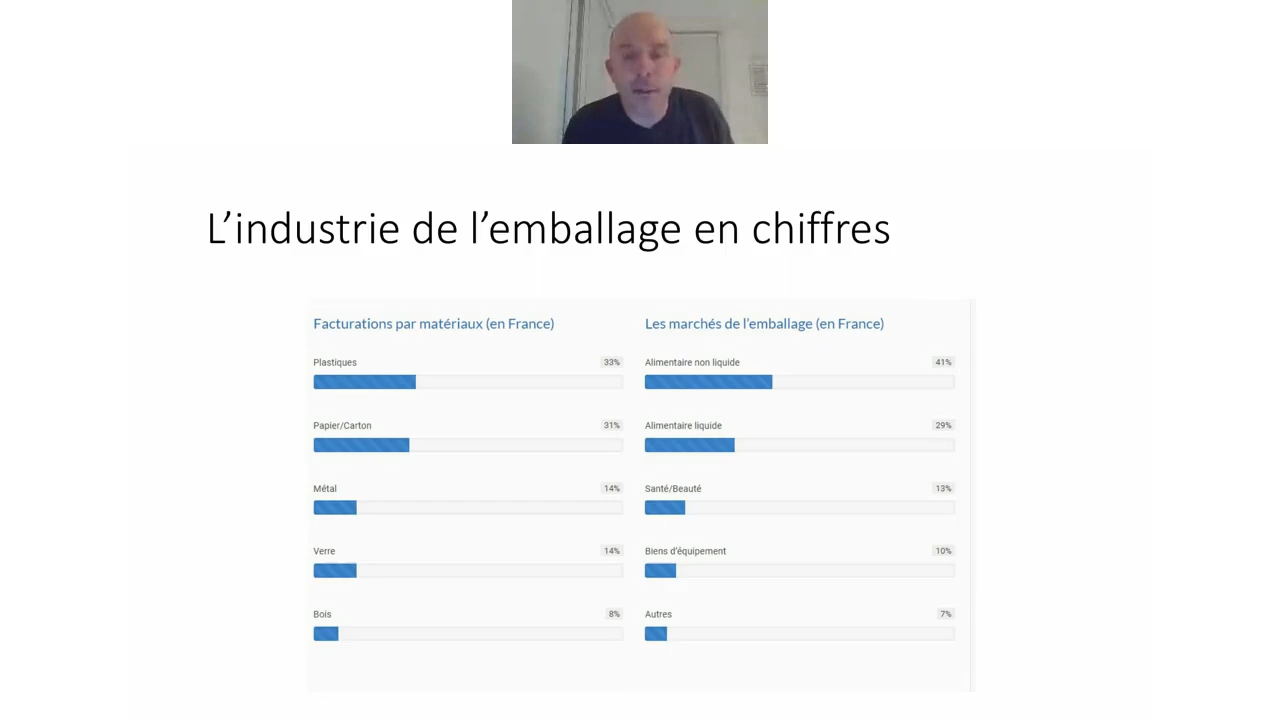 L’industrie de l’emballage en chiffres
Facturations par matériaux (en France)
Plastiques 33%
Papier/Carton 31%
Métal 14%
Verre 14%
Bois 8%
Les marchés de l’emballage (en France)
Alimentaire non liquide 41%
Alimentaire liquide 29%
Santé/Beauté 13%
Biens d’équipement 10%
Autres 7%